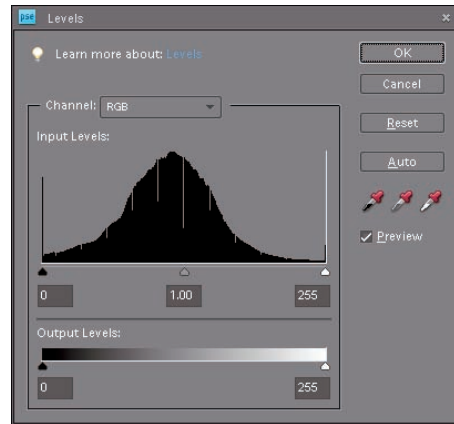 pse Levels
Learn more about: Levels
OK
Cancel
Reset
Auto
Preview
Channel: RGB
Input Levels:
0 1.00 255
Output Levels:
0 255